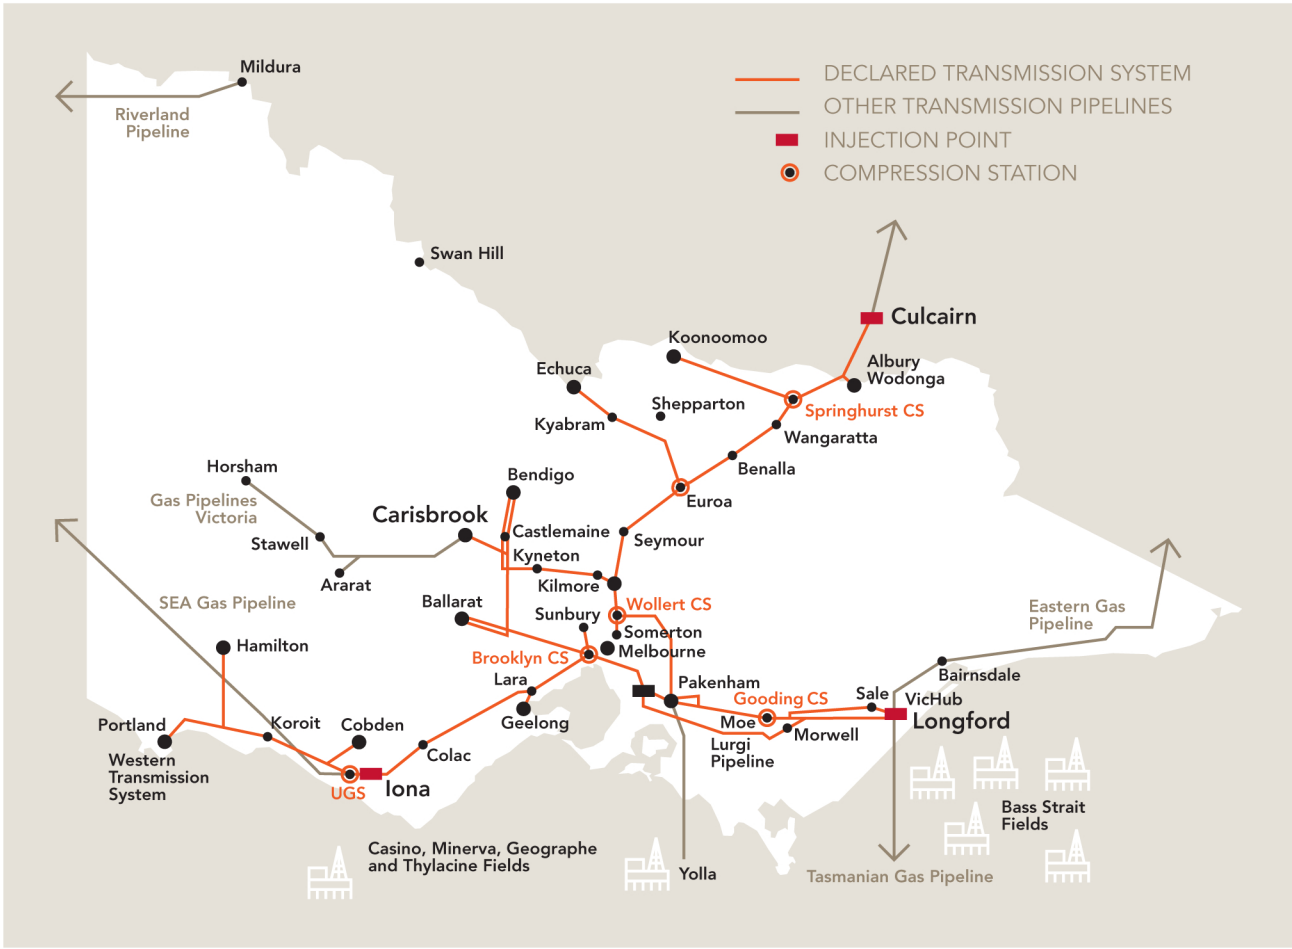 Mildura
Riverland
Pipeline
DECLARED TRANSMISSION SYSTEM
OTHER TRANSMISSION PIPELINES
INJECTION POINT
COMPRESSION STATION
Swan Hill
Culcairn
Koonoomoo
Albury
Wodonga
Echuca
Shepparton
Springhurst CS
Kyabram
Wangaratta
Benalla
Horsham
Bendigo
Gas Pipelines
Victoria
Euroa
Carisbrook
Castlemaine
Stawell
Seymour
Kyneton
Ararat
Kilmore
SEA Gas Pipeline
Ballarat
Wollert CS
Sunbury
Eastern Gas
Pipeline
Somerton
Hamilton
Melbourne
Brooklyn CS
Bairnsdale
Lara
Pakenham
Gooding CS
Sale
VicHub
Portland
Koroit
Cobden
Geelong
Moe
Longford
Morwell
Lurgi
Pipeline
Western
Transmission
System
Colac
UGS
Iona
Bass Strait
Fields
Casino, Minerva, Geographe
and Thylacine Fields
Yolla
Tasmanian Gas Pipeline